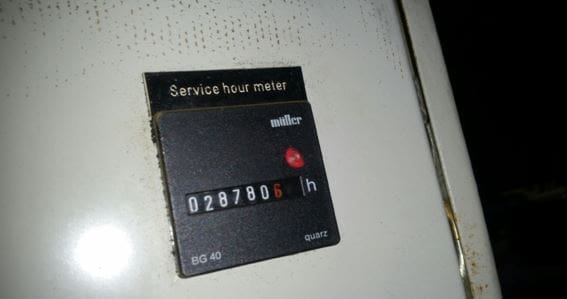 Service hour meter
müller
0287806 h
BG 40
quarz